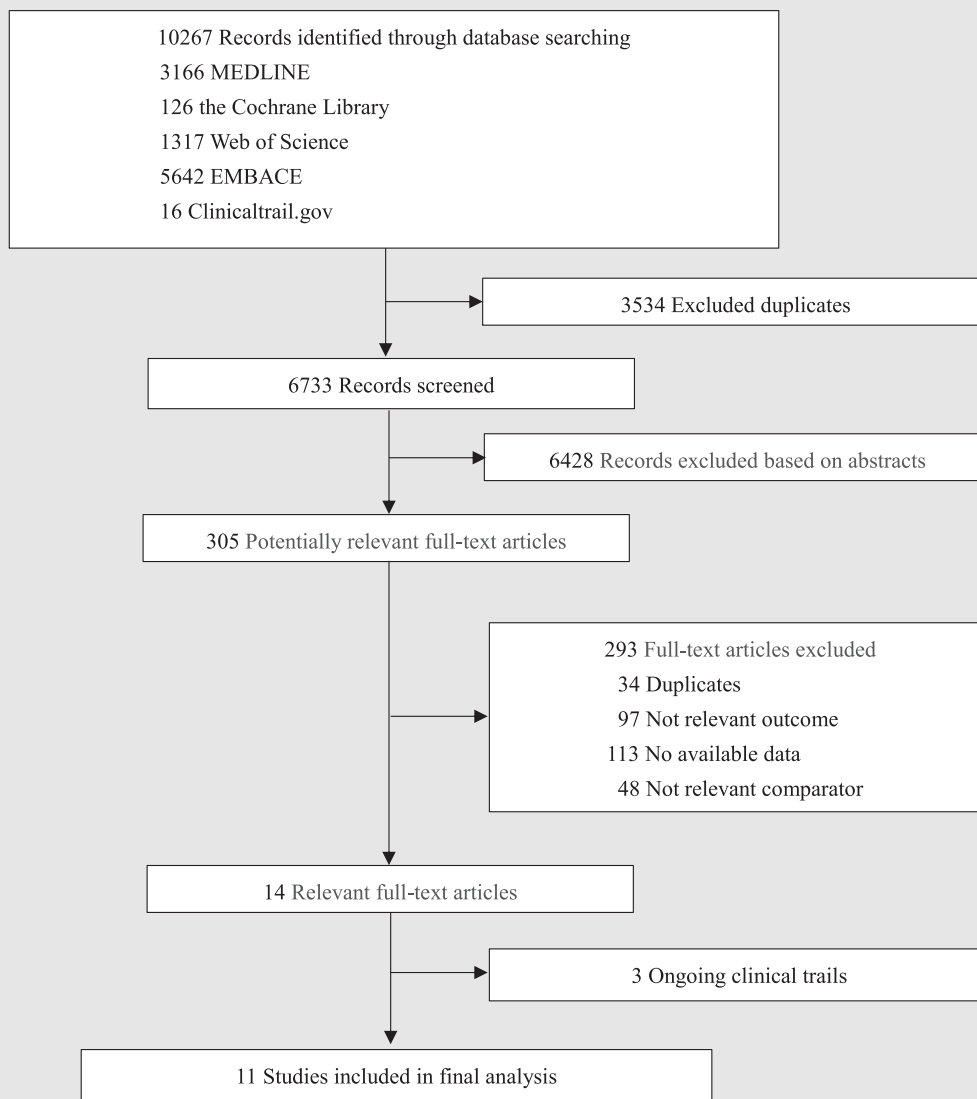 10267 Records identified through database searching
3166 MEDLINE
126 the Cochrane Library
1317 Web of Science
5642 EMBACE
16 Clinicaltrail.gov
3534 Excluded duplicates
6733 Records screened
6428 Records excluded based on abstracts
305 Potentially relevant full-text articles
293 Full-text articles excluded
34 Duplicates
97 Not relevant outcome
113 No available data
48 Not relevant comparator
14 Relevant full-text articles
3 Ongoing clinical trails
11 Studies included in final analysis